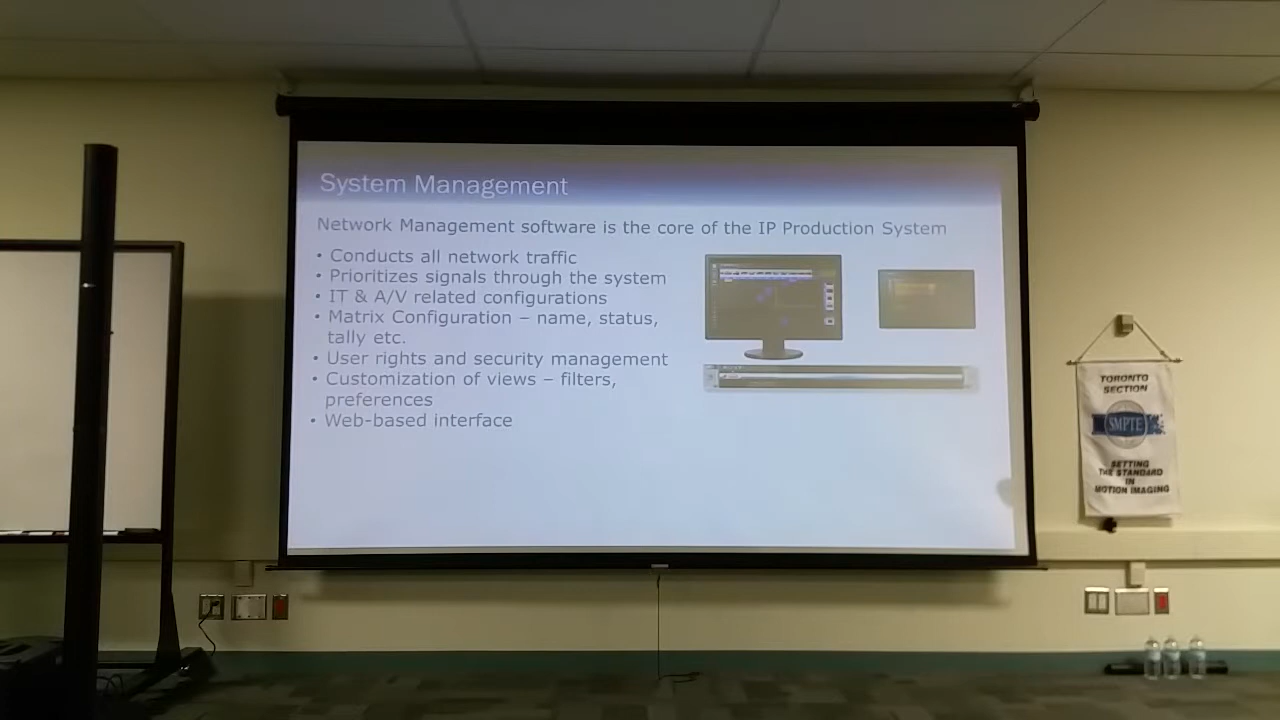 System Management
Network Management software is the core of the IP Production System
• Conducts all network traffic
• Prioritizes signals through the system
• IT & A/V related configurations
• Matrix Configuration – name, status,
tally etc.
• User rights and security management
• Customization of views – filters,
preferences
• Web-based interface
TORONTO
SECTION
SMPTE
SETTING
THE STANDARD
IN
MOTION IMAGING